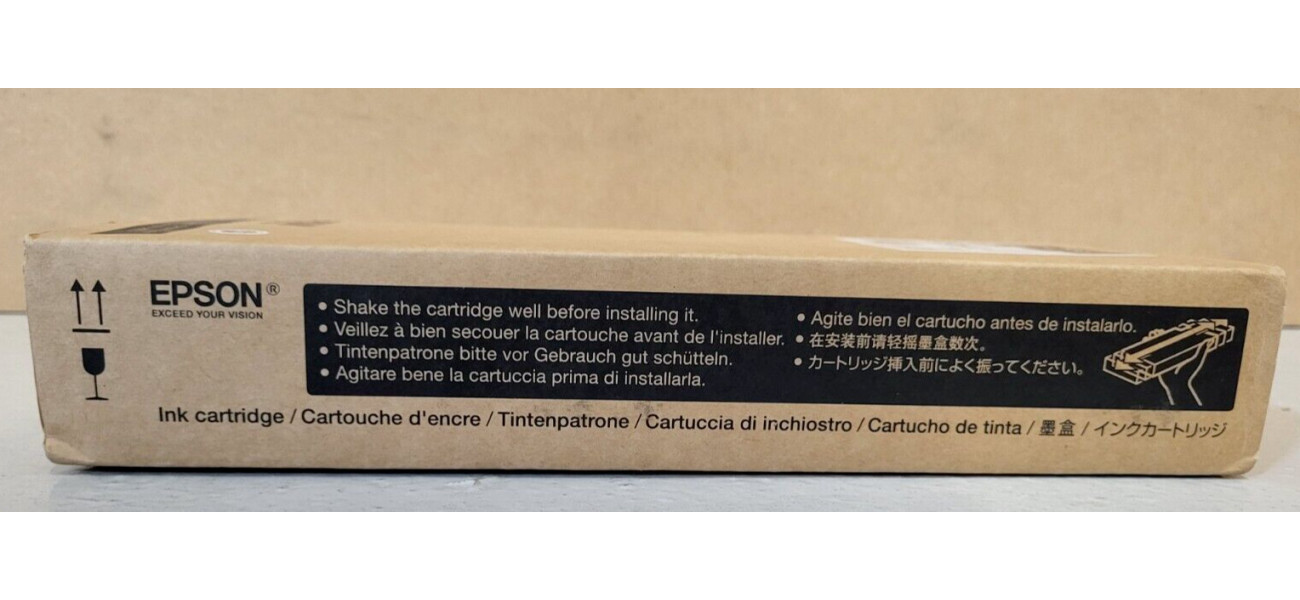 EPSON®
EXCEED YOUR VISION
• Shake the cartridge well before installing it.
• Veillez à bien secouer la cartouche avant de l'installer.
• Tintenpatrone bitte vor Gebrauch gut schütteln.
• Agitare bene la cartuccia prima di installarla.
• Agite bien el cartucho antes de instalarlo.
• 在安装前请轻摇墨盒数次。
• カートリッジ挿入前によく振ってください。
Ink cartridge / Cartouche d'encre / Tintenpatrone / Cartuccia di inchiostro / Cartucho de tinta / 墨盒 / インクカートリッジ